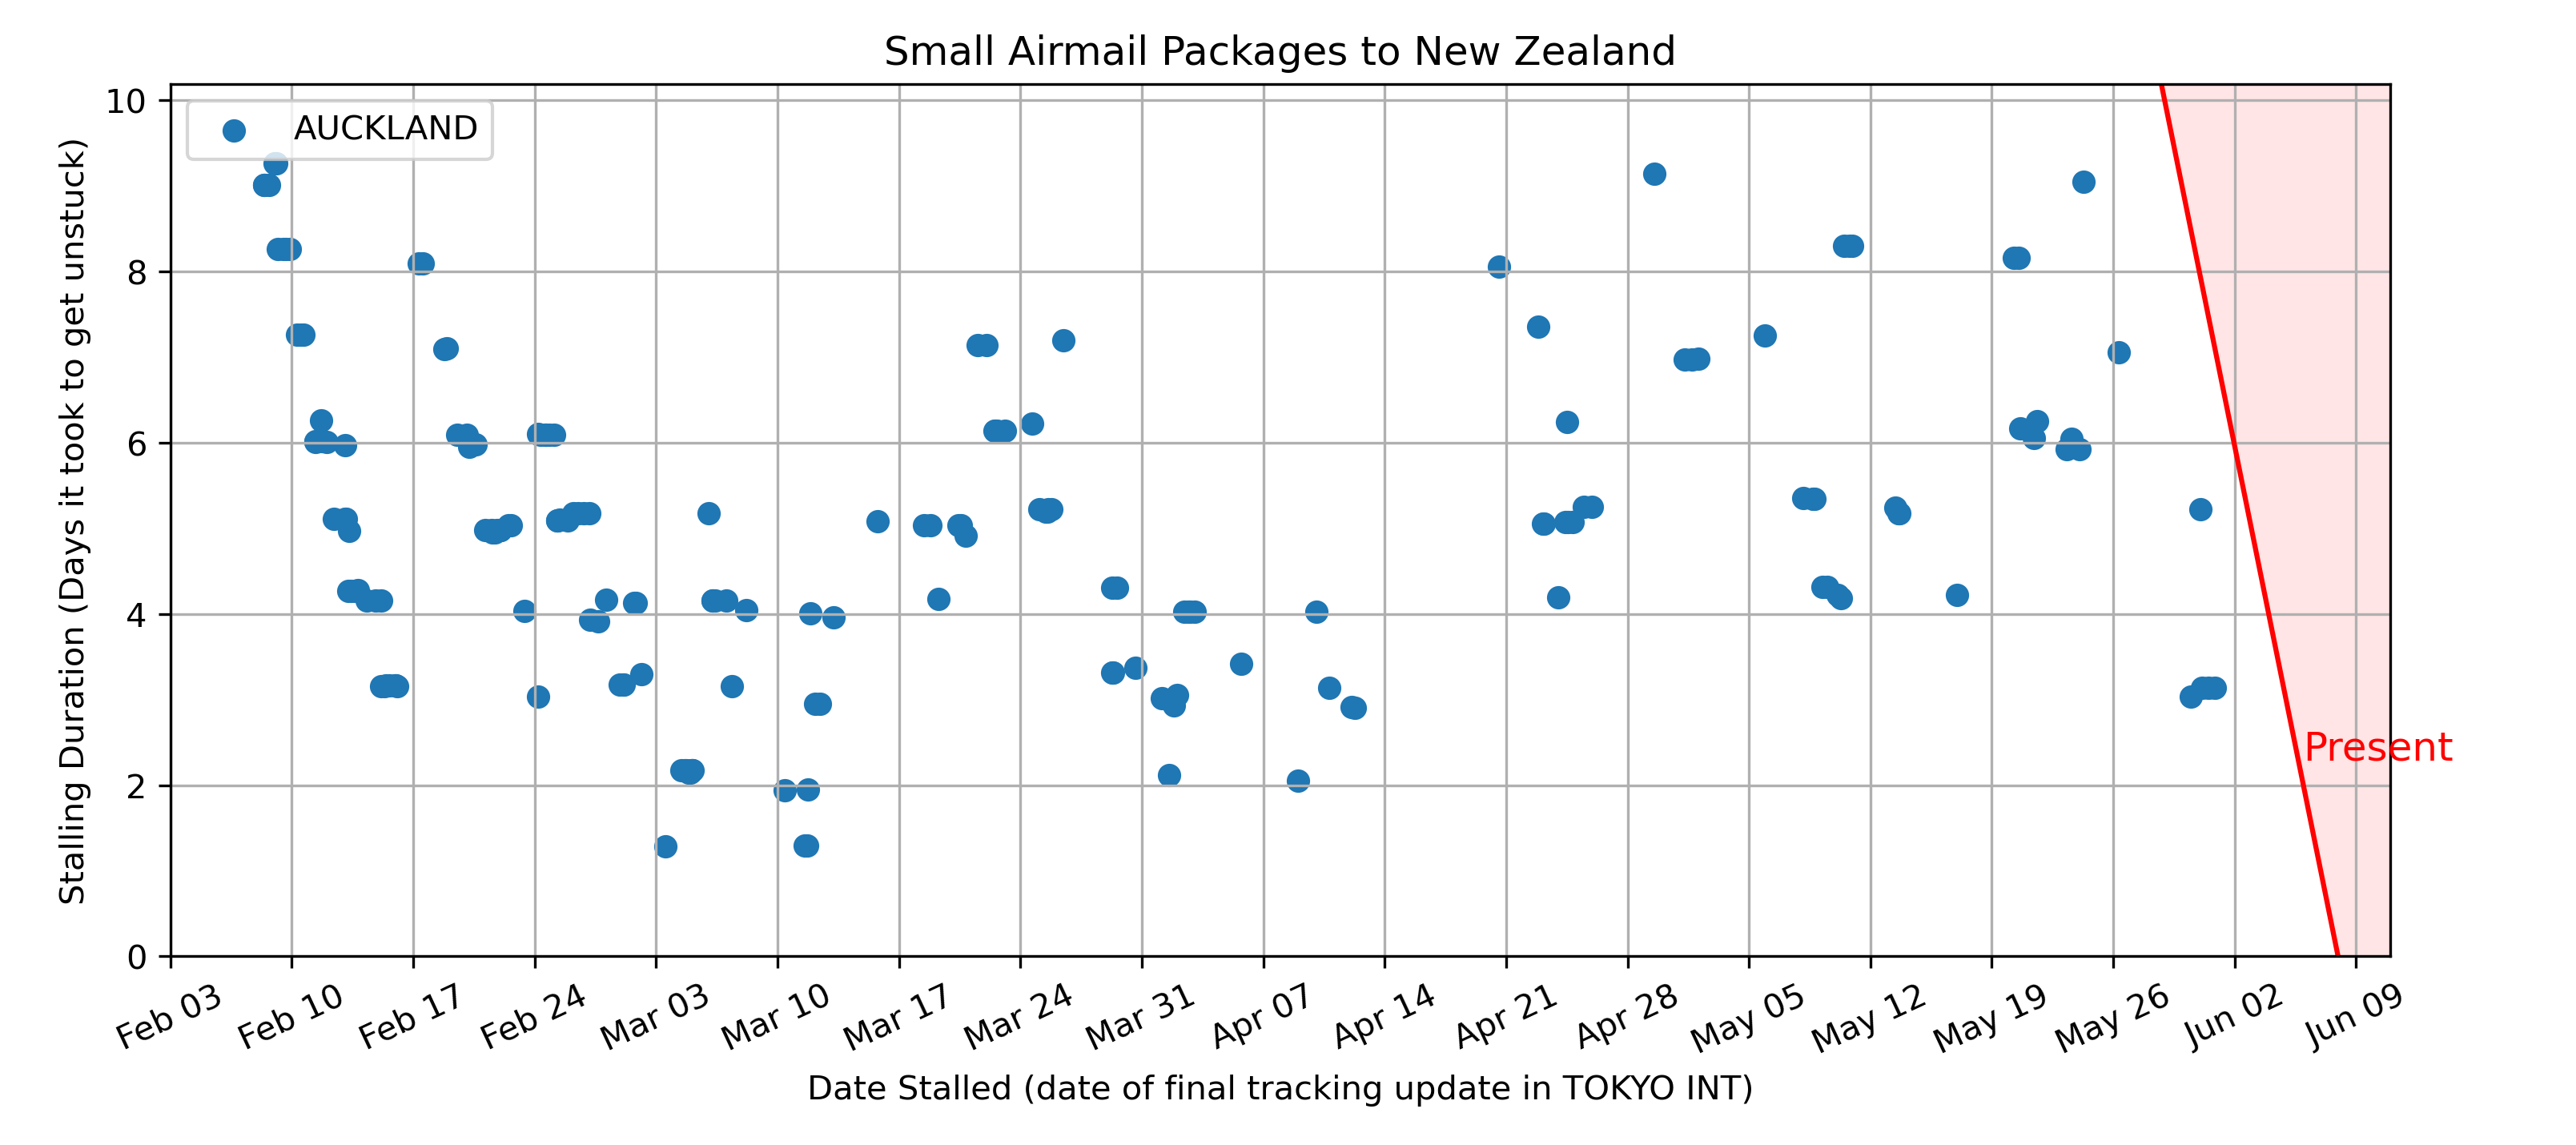 Small Airmail Packages to New Zealand
AUCKLAND
10
8
6
4
2
0
Stalling Duration (Days it took to get unstuck)
Present
Feb 03
Feb 10
Feb 17
Feb 24
Mar 03
Mar 10
Mar 17
Mar 24
Mar 31
Apr 07
Apr 14
Apr 21
Apr 28
May 05
May 12
May 19
May 26
Jun 02
Jun 09
Date Stalled (date of final tracking update in TOKYO INT)